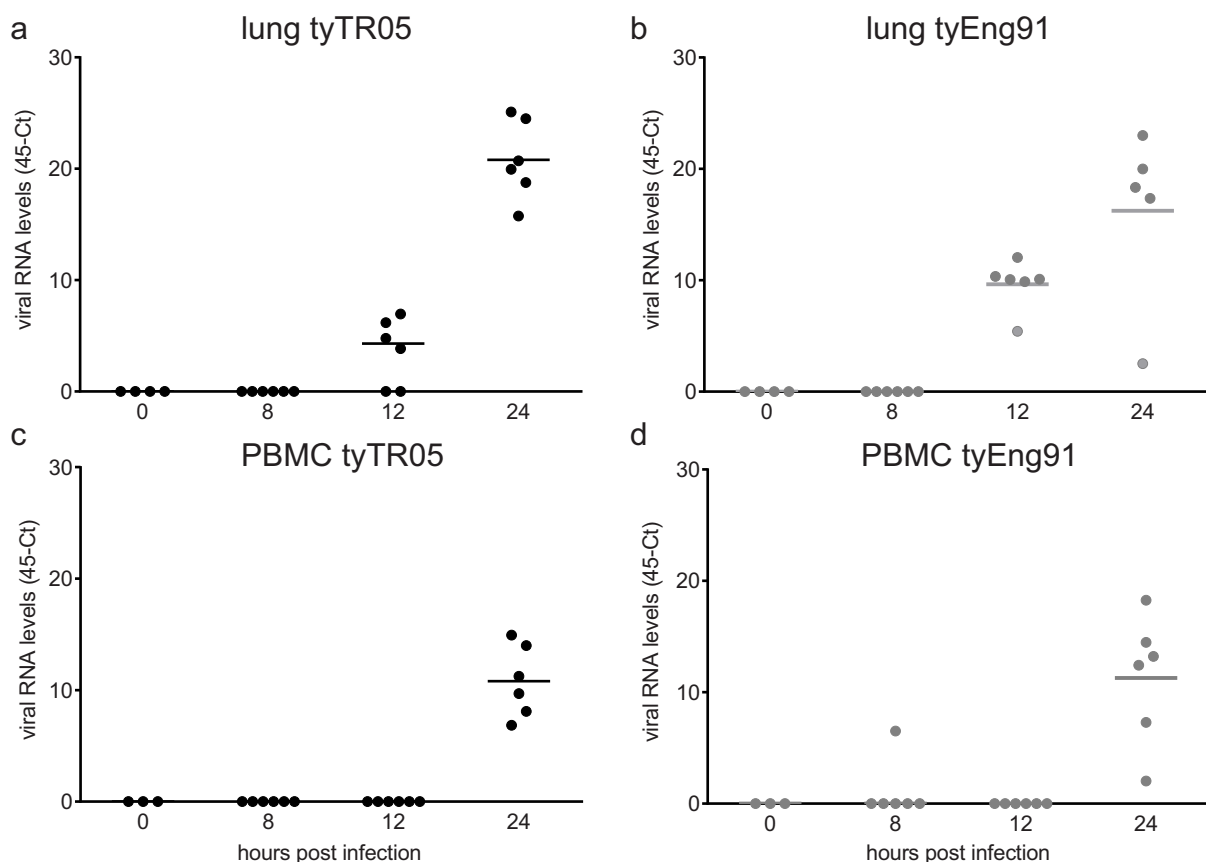 a
lung tyTR05
viral RNA levels (45-Ct)
30
20
10
0
0 8 12 24
b
lung tyEng91
viral RNA levels (45-Ct)
30
20
10
0
0 8 12 24
c
PBMC tyTR05
viral RNA levels (45-Ct)
30
20
10
0
0 8 12 24
hours post infection
d
PBMC tyEng91
viral RNA levels (45-Ct)
30
20
10
0
0 8 12 24
hours post infection